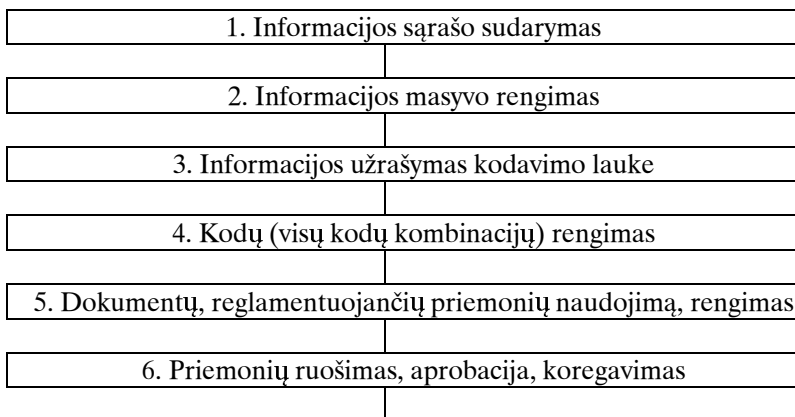 1. Informacijos sąrašo sudarymas
2. Informacijos masyvo rengimas
3. Informacijos užrašymas kodavimo lauke
4. Kodų (visų kodų kombinacijų) rengimas
5. Dokumentų, reglamentuojančių priemonių naudojimą, rengimas
6. Priemonių ruošimas, aprobacija, koregavimas